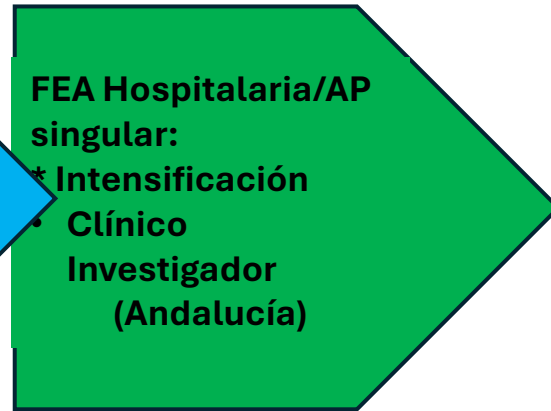 FEA Hospitalaria/AP
singular:
* Intensificación
• Clínico
Investigador
(Andalucía)